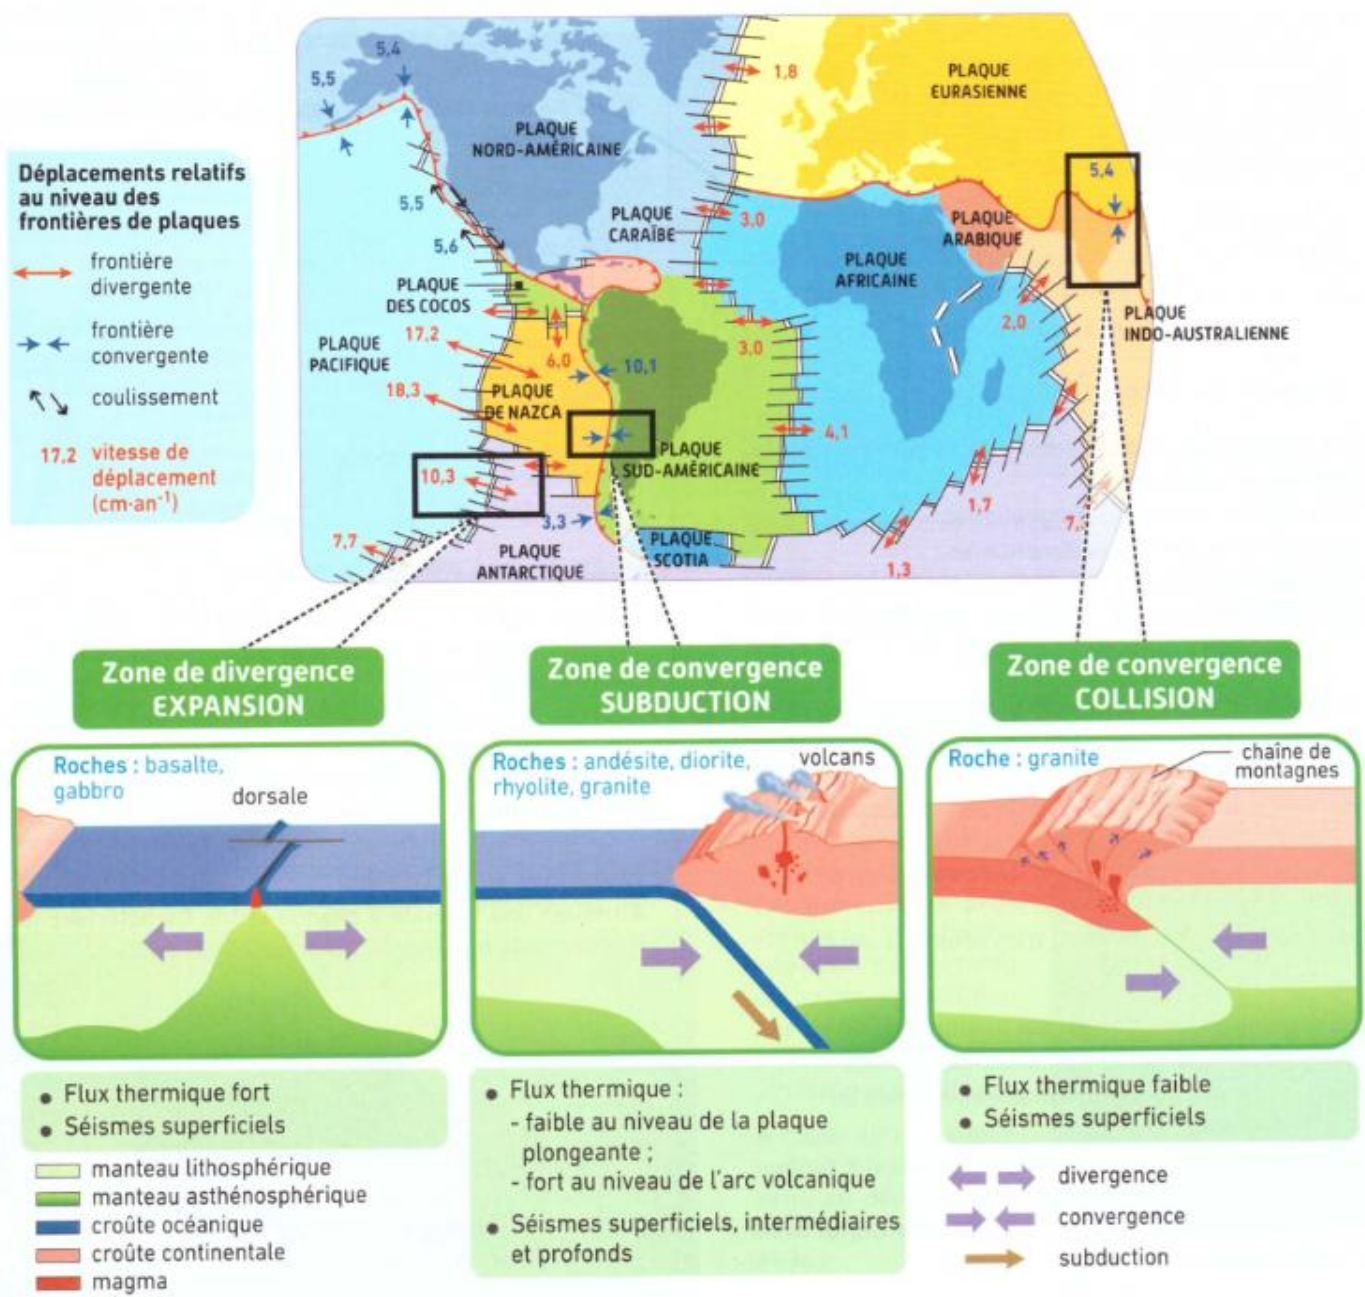 5,4
5,5
1,8
PLAQUE
EURASIENNE
PLAQUE
NORD-AMÉRICAINE
5,4
Déplacements relatifs
au niveau des
frontières de plaques
frontière
divergente
frontière
convergente
coulissement
17,2 vitesse de
déplacement
(cm·an⁻¹)
5,5
5,6
PLAQUE
CARAÏBE
3,0
PLAQUE
ARABIQUE
PLAQUE
AFRICAINE
PLAQUE
DES COCOS
17,2
PLAQUE
PACIFIQUE
6,0
10,1
3,0
2,0
PLAQUE
INDO-AUSTRALIENNE
18,3
PLAQUE
DE NAZCA
4,1
PLAQUE
SUD-AMÉRICAINE
10,3
3,3
1,7
7,
7,7
PLAQUE
ANTARCTIQUE
PLAQUE
SCOTIA
1,3
Zone de divergence
EXPANSION
Roches : basalte,
gabbro
dorsale
Flux thermique fort
Séismes superficiels
Zone de convergence
SUBDUCTION
Roches : andésite, diorite,
rhyolite, granite
volcans
Flux thermique :
- faible au niveau de la plaque
plongeante ;
- fort au niveau de l'arc volcanique
Séismes superficiels, intermédiaires
et profonds
Zone de convergence
COLLISION
Roche : granite
chaîne de
montagnes
Flux thermique faible
Séismes superficiels
manteau lithosphérique
manteau asthénosphérique
croûte océanique
croûte continentale
magma
divergence
convergence
subduction